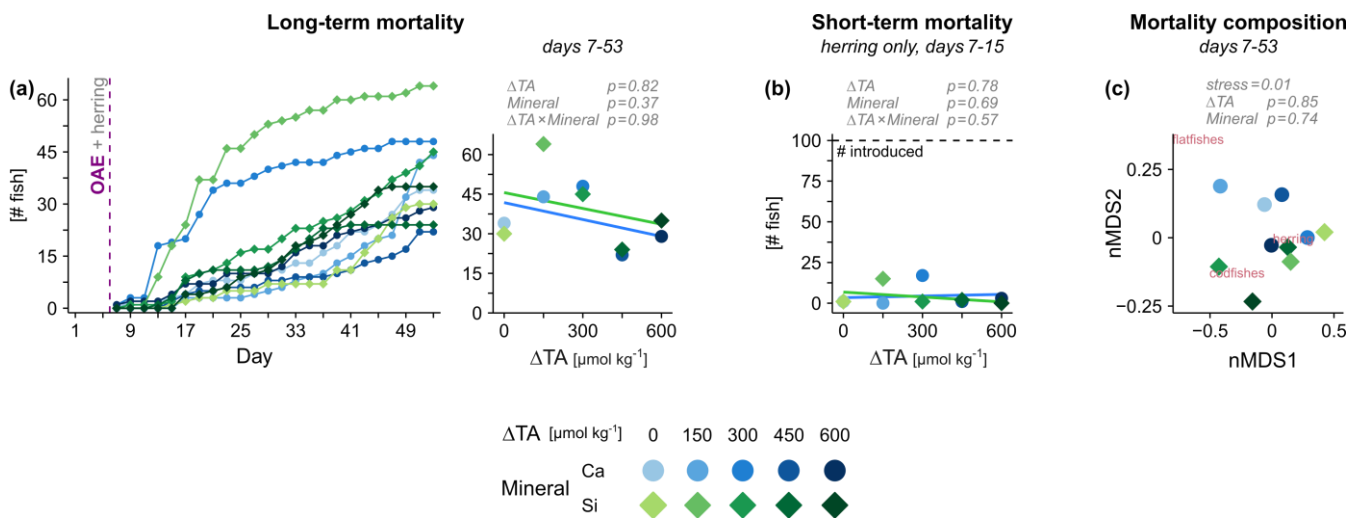 Long-term mortality
Short-term mortality
Mortality composition
days 7-53
herring only, days 7-15
days 7-53
(a)
OAE + herring
[# fish]
60
45
30
15
0
1 9 17 25 33 41 49
Day
ΔTA p=0.82
Mineral p=0.37
ΔTA×Mineral p=0.98
75
60
45
30
15
0
0 300 600
ΔTA [µmol kg⁻¹]
(b)
ΔTA p=0.78
Mineral p=0.69
ΔTA×Mineral p=0.57
[# fish]
100
# introduced
75
50
25
0
0 300 600
ΔTA [µmol kg⁻¹]
(c)
stress=0.01
ΔTA p=0.85
Mineral p=0.74
nMDS2
flatfishes
0.25
0
herring
codfishes
−0.25
−0.5 0 0.5
nMDS1
ΔTA [µmol kg⁻¹] 0 150 300 450 600
Mineral
Ca
Si